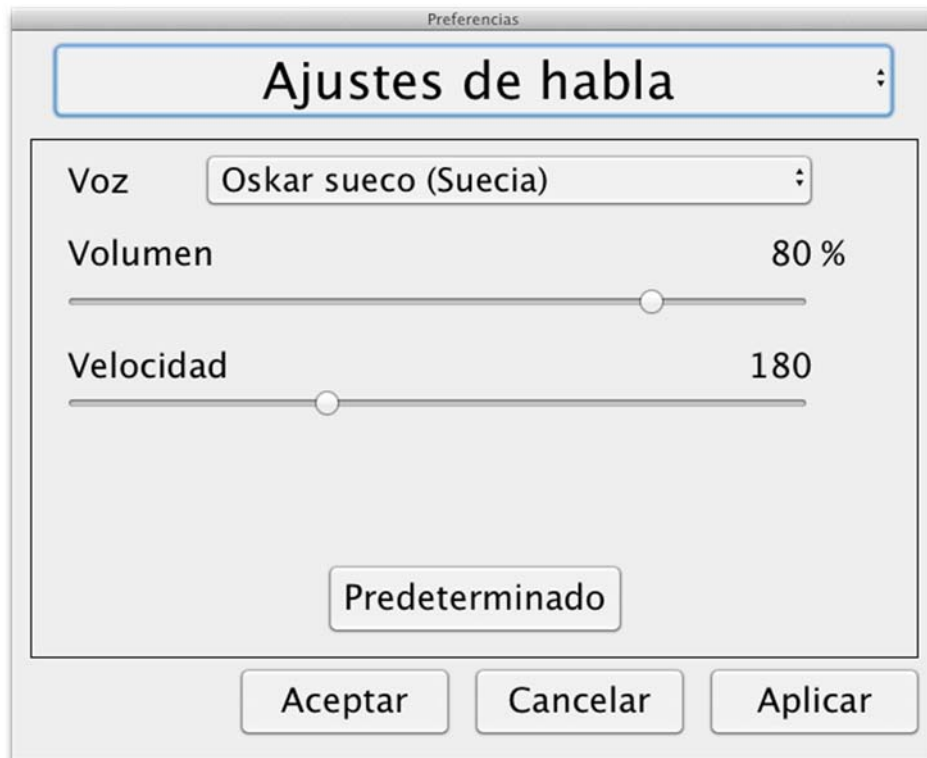 Preferencias
Ajustes de habla
Voz Oskar sueco (Suecia)
Volumen 80 %
Velocidad 180
Predeterminado
Aceptar Cancelar Aplicar